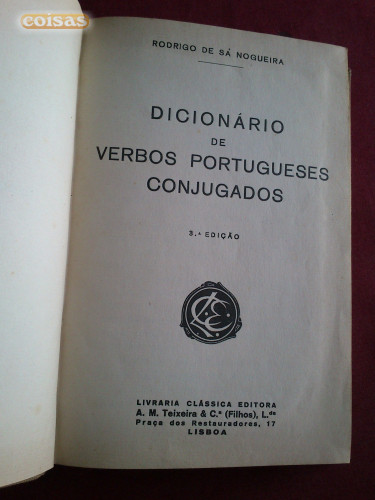 coisas
RODRIGO DE SÁ NOGUEIRA
DICIONÁRIO
DE
VERBOS PORTUGUESES
CONJUGADOS
3.ª EDIÇÃO
LCE
LIVRARIA CLÁSSICA EDITORA
A. M. Teixeira & C.ª (Filhos), L.da
Praça dos Restauradores, 17
LISBOA